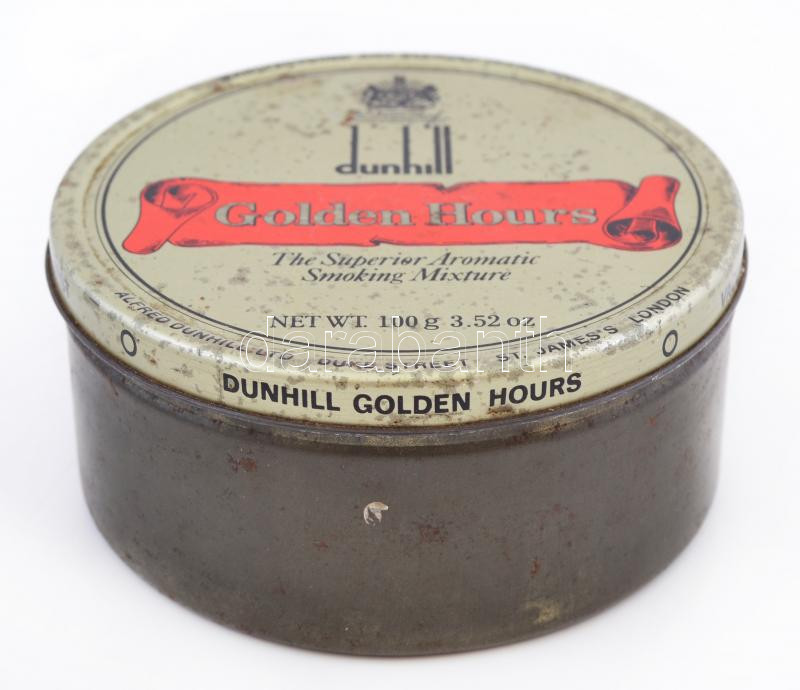 dunhill
Golden Hours
The Superior Aromatic
Smoking Mixture
NET WT. 100 g 3.52 oz
ALFRED DUNHILL LTD DUKE STREET ST. JAMES'S LONDON
DUNHILL GOLDEN HOURS
darabanth